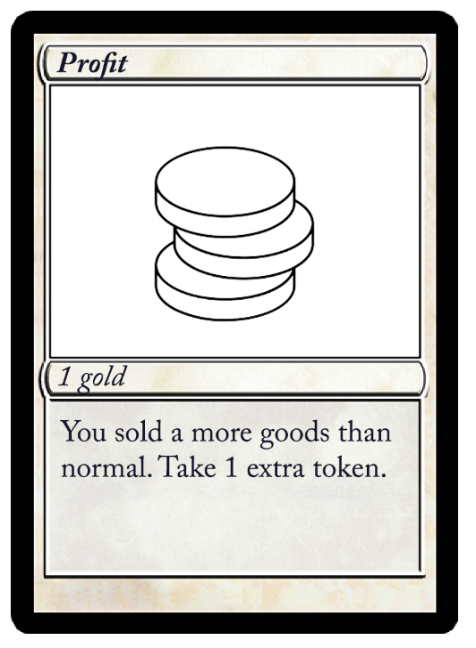 Profit
1 gold
You sold a more goods than
normal. Take 1 extra token.